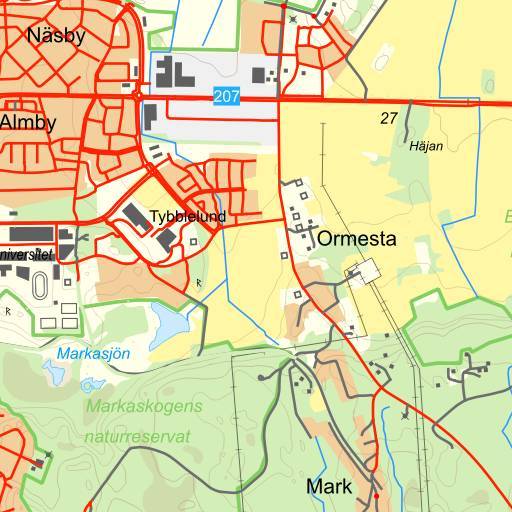 Näsby
207
Almby
27
Häjan
Tybblelund
Ormesta
niversitet
Markasjön
Markaskogens
naturreservat
Mark